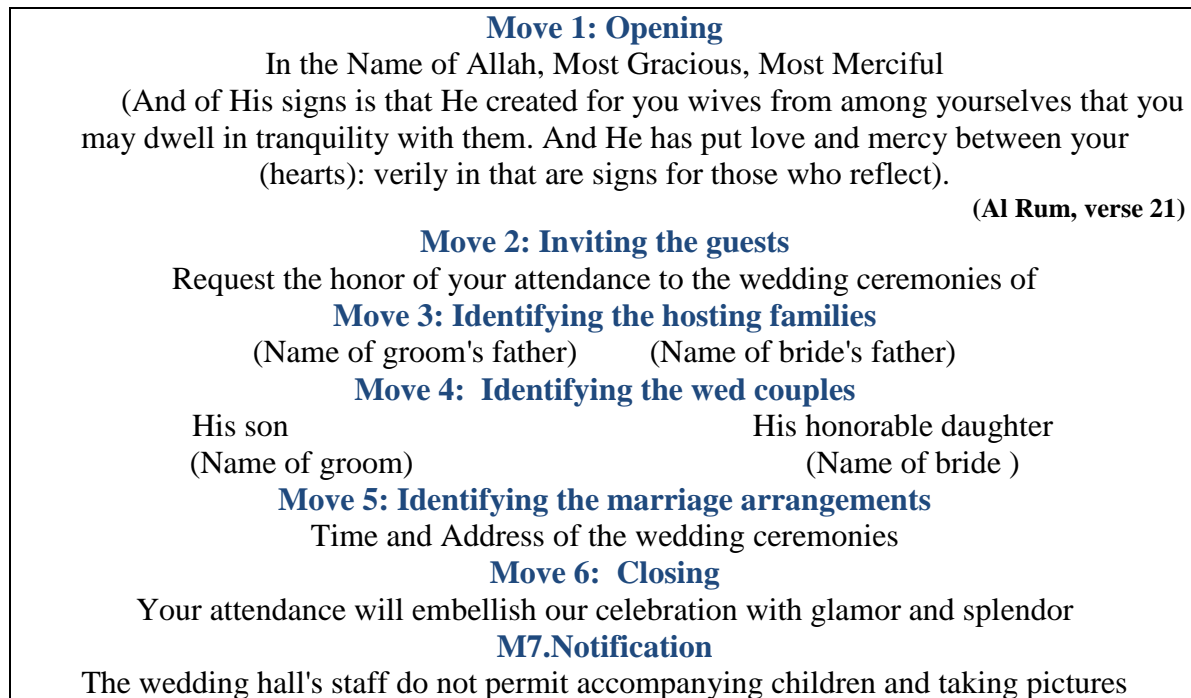 Move 1: Opening
In the Name of Allah, Most Gracious, Most Merciful
(And of His signs is that He created for you wives from among yourselves that you
may dwell in tranquility with them. And He has put love and mercy between your
(hearts): verily in that are signs for those who reflect).
(Al Rum, verse 21)
Move 2: Inviting the guests
Request the honor of your attendance to the wedding ceremonies of
Move 3: Identifying the hosting families
(Name of groom's father) (Name of bride's father)
Move 4: Identifying the wed couples
His son His honorable daughter
(Name of groom) (Name of bride )
Move 5: Identifying the marriage arrangements
Time and Address of the wedding ceremonies
Move 6: Closing
Your attendance will embellish our celebration with glamor and splendor
M7.Notification
The wedding hall's staff do not permit accompanying children and taking pictures